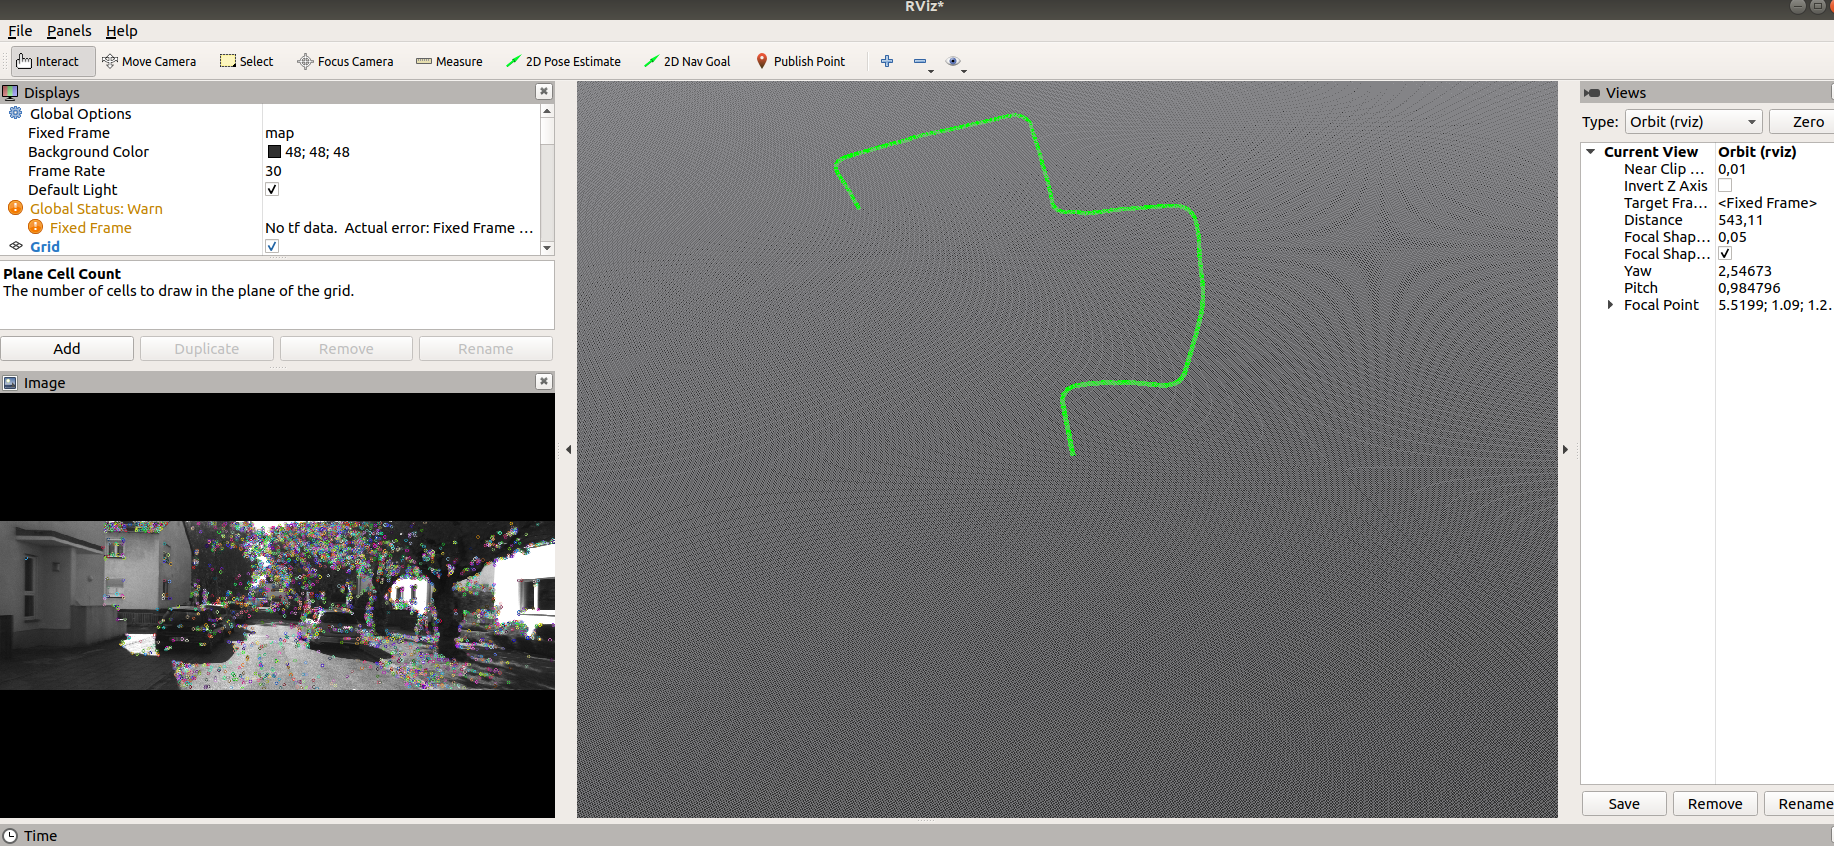 RViz*
File Panels Help
Interact Move Camera Select Focus Camera Measure 2D Pose Estimate 2D Nav Goal Publish Point
Displays
Global Options
Fixed Frame map
Background Color 48; 48; 48
Frame Rate 30
Default Light
Global Status: Warn
Fixed Frame No tf data. Actual error: Fixed Frame ...
Grid
Plane Cell Count
The number of cells to draw in the plane of the grid.
Add Duplicate Remove Rename
Image
Views
Type: Orbit (rviz) Zero
Current View Orbit (rviz)
Near Clip ... 0,01
Invert Z Axis
Target Fra... <Fixed Frame>
Distance 543,11
Focal Shap... 0,05
Focal Shap...
Yaw 2,54673
Pitch 0,984796
Focal Point 5.5199; 1.09; 1.2...
Save Remove Rename
Time